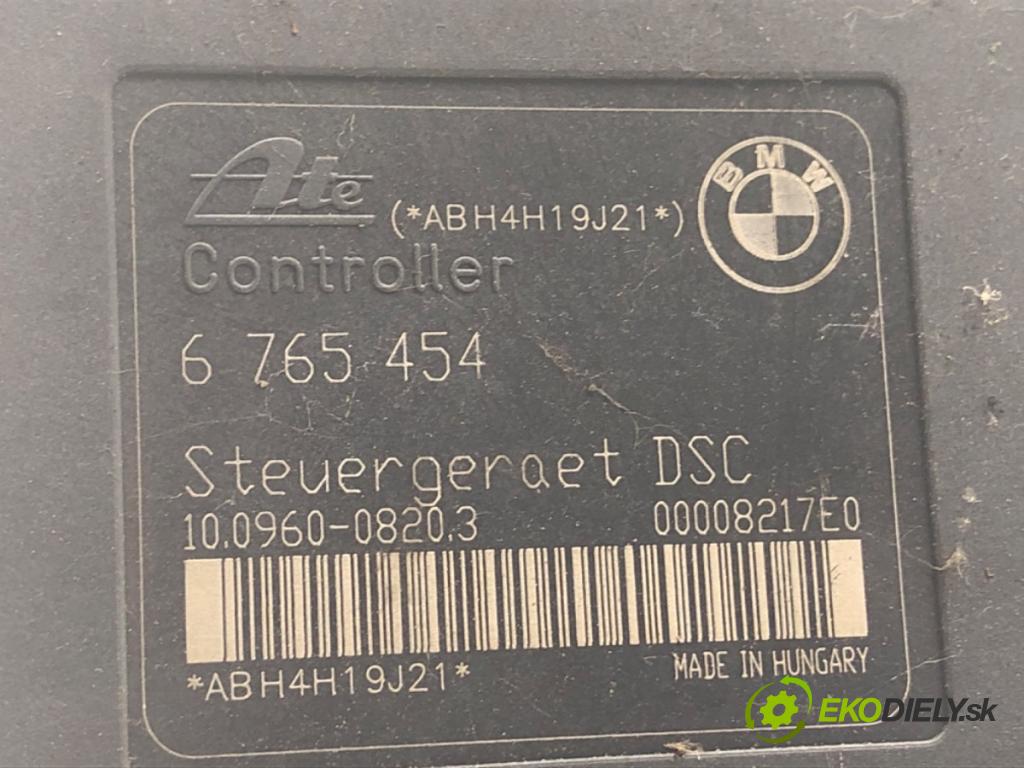 Ate
(*ABH4H19J21*)
BMW
Controller
6 765 454
Steuergeraet DSC
10.0960-0820.3 00008217E0
*ABH4H19J21*
MADE IN HUNGARY
EKODIELY.sk